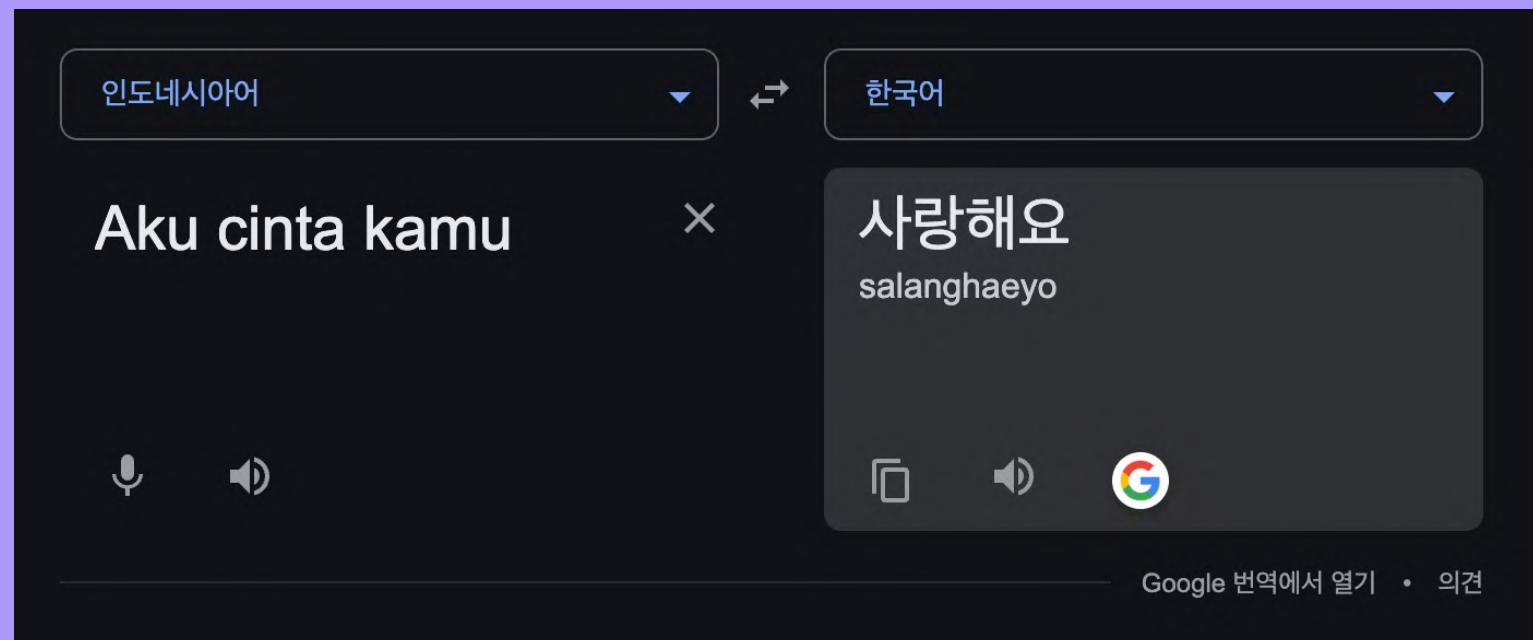 인도네시아어
한국어
Aku cinta kamu
사랑해요
salanghaeyo
Google 번역에서 열기 • 의견